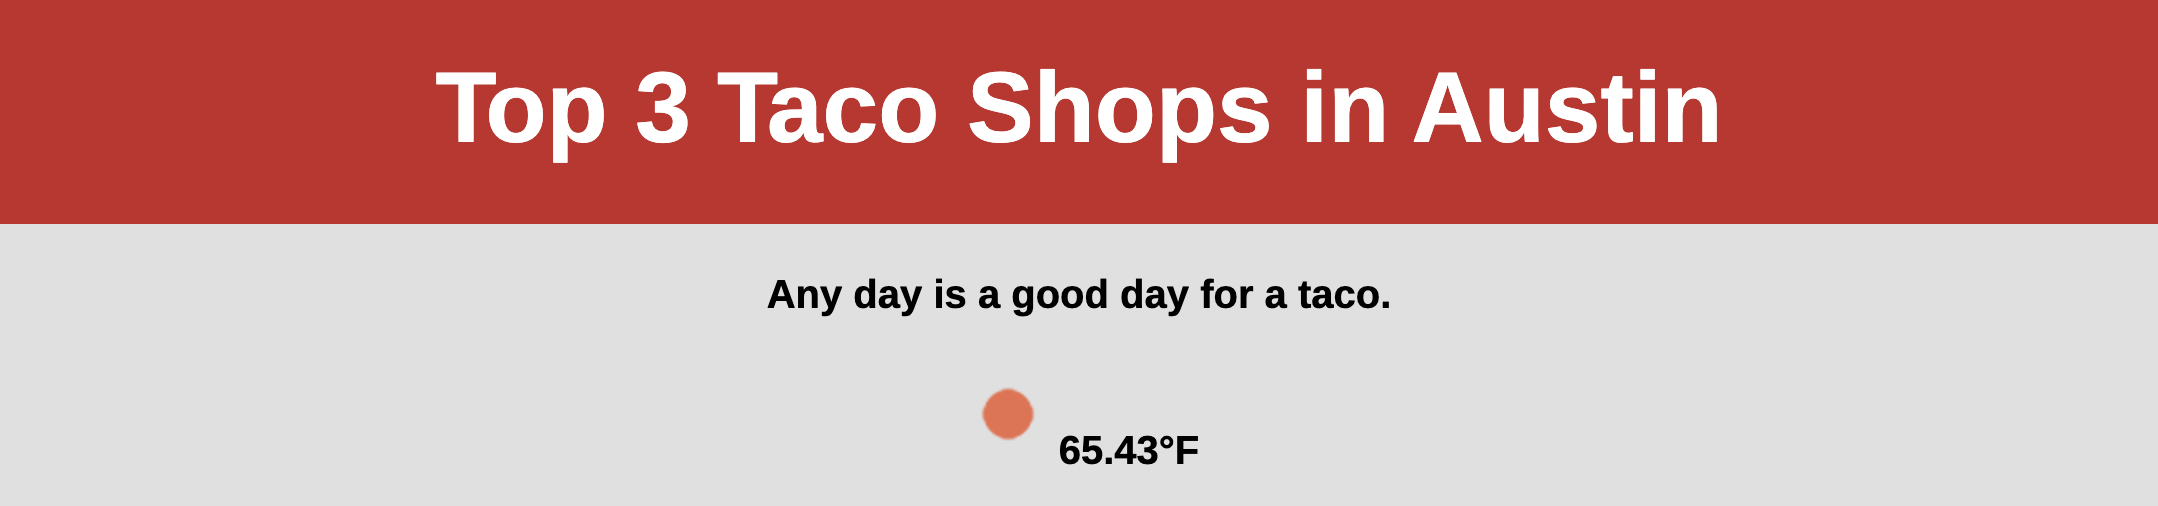 Top 3 Taco Shops in Austin
Any day is a good day for a taco.
65.43°F